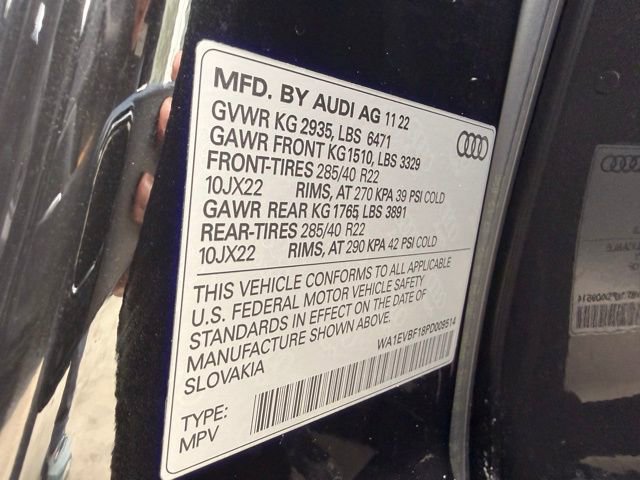 MFD. BY AUDI AG 11 22
GVWR KG 2935, LBS 6471
GAWR FRONT KG1510, LBS 3329
FRONT-TIRES 285/40 R22
10JX22 RIMS, AT 270 KPA 39 PSI COLD
GAWR REAR KG 1765, LBS 3891
REAR-TIRES 285/40 R22
10JX22 RIMS, AT 290 KPA 42 PSI COLD
THIS VEHICLE CONFORMS TO ALL APPLICABLE
U.S. FEDERAL MOTOR VEHICLE SAFETY
STANDARDS IN EFFECT ON THE DATE OF
MANUFACTURE SHOWN ABOVE.
SLOVAKIA
WA1EVBF18PD009514
TYPE:
MPV